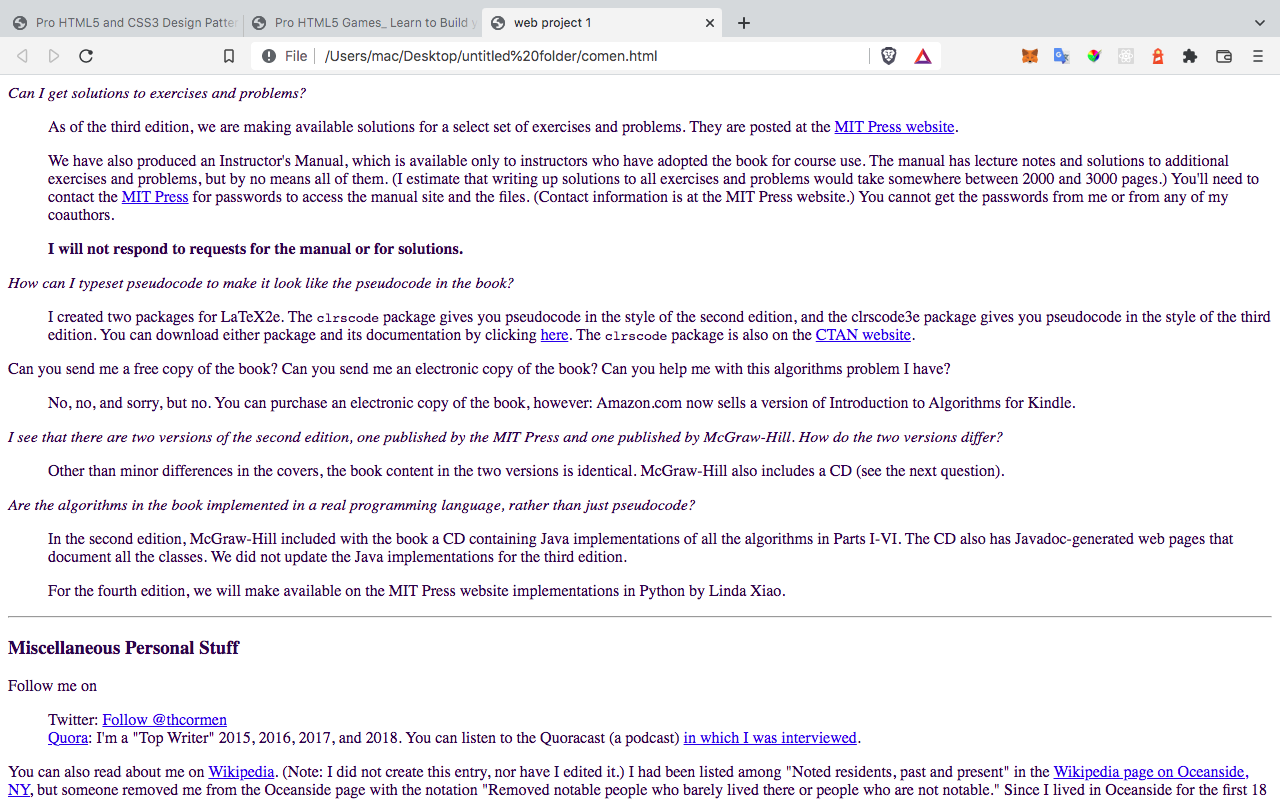 Pro HTML5 and CSS3 Design Patter
Pro HTML5 Games_ Learn to Build y
web project 1
File
/Users/mac/Desktop/untitled%20folder/comen.html
Can I get solutions to exercises and problems?
As of the third edition, we are making available solutions for a select set of exercises and problems. They are posted at the MIT Press website.
We have also produced an Instructor's Manual, which is available only to instructors who have adopted the book for course use. The manual has lecture notes and solutions to additional
exercises and problems, but by no means all of them. (I estimate that writing up solutions to all exercises and problems would take somewhere between 2000 and 3000 pages.) You'll need to
contact the MIT Press for passwords to access the manual site and the files. (Contact information is at the MIT Press website.) You cannot get the passwords from me or from any of my
coauthors.
I will not respond to requests for the manual or for solutions.
How can I typeset pseudocode to make it look like the pseudocode in the book?
I created two packages for LaTeX2e. The clrscode package gives you pseudocode in the style of the second edition, and the clrscode3e package gives you pseudocode in the style of the third
edition. You can download either package and its documentation by clicking here. The clrscode package is also on the CTAN website.
Can you send me a free copy of the book? Can you send me an electronic copy of the book? Can you help me with this algorithms problem I have?
No, no, and sorry, but no. You can purchase an electronic copy of the book, however: Amazon.com now sells a version of Introduction to Algorithms for Kindle.
I see that there are two versions of the second edition, one published by the MIT Press and one published by McGraw-Hill. How do the two versions differ?
Other than minor differences in the covers, the book content in the two versions is identical. McGraw-Hill also includes a CD (see the next question).
Are the algorithms in the book implemented in a real programming language, rather than just pseudocode?
In the second edition, McGraw-Hill included with the book a CD containing Java implementations of all the algorithms in Parts I-VI. The CD also has Javadoc-generated web pages that
document all the classes. We did not update the Java implementations for the third edition.
For the fourth edition, we will make available on the MIT Press website implementations in Python by Linda Xiao.
Miscellaneous Personal Stuff
Follow me on
Twitter: Follow @thcormen
Quora: I'm a "Top Writer" 2015, 2016, 2017, and 2018. You can listen to the Quoracast (a podcast) in which I was interviewed.
You can also read about me on Wikipedia. (Note: I did not create this entry, nor have I edited it.) I had been listed among "Noted residents, past and present" in the Wikipedia page on Oceanside,
NY, but someone removed me from the Oceanside page with the notation "Removed notable people who barely lived there or people who are not notable." Since I lived in Oceanside for the first 18